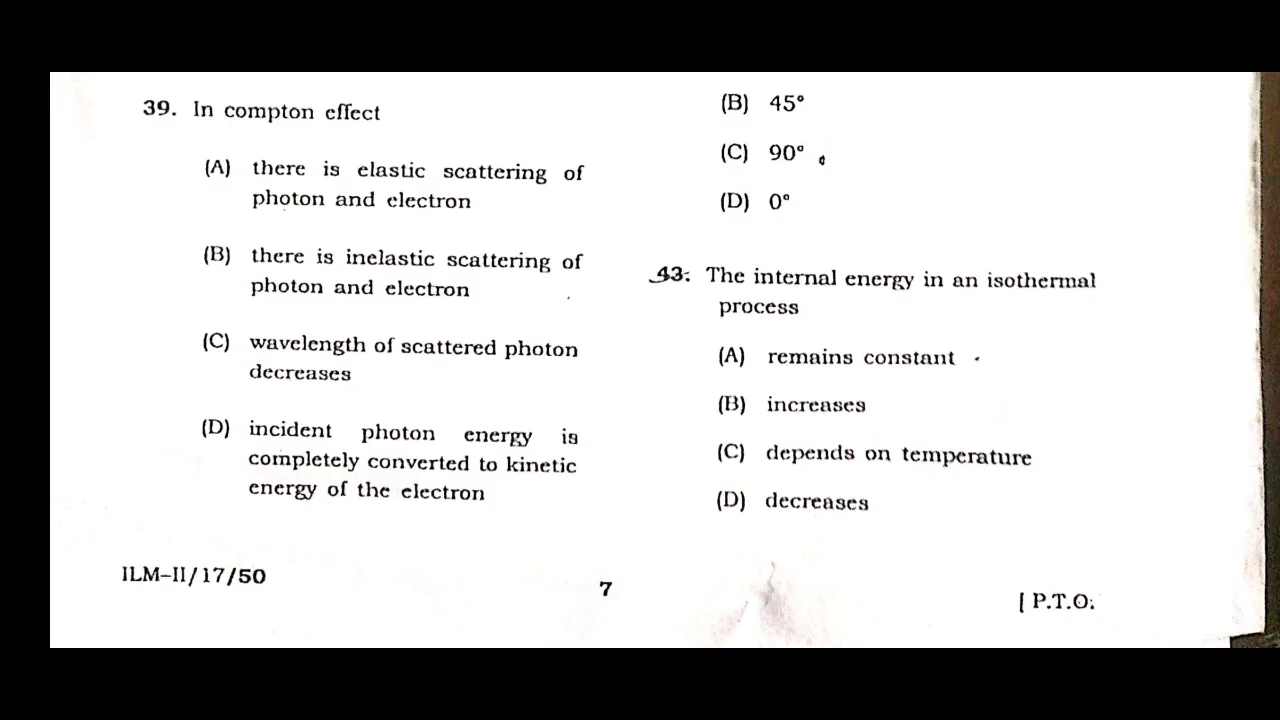 39. In compton effect
(A) there is elastic scattering of
photon and electron
(B) there is inelastic scattering of
photon and electron
(C) wavelength of scattered photon
decreases
(D) incident photon energy is
completely converted to kinetic
energy of the electron
ILM-II/17/50
(B) 45°
(C) 90°
(D) 0°
43. The internal energy in an isothermal
process
(A) remains constant
(B) increases
(C) depends on temperature
(D) decreases
7
[ P.T.O.